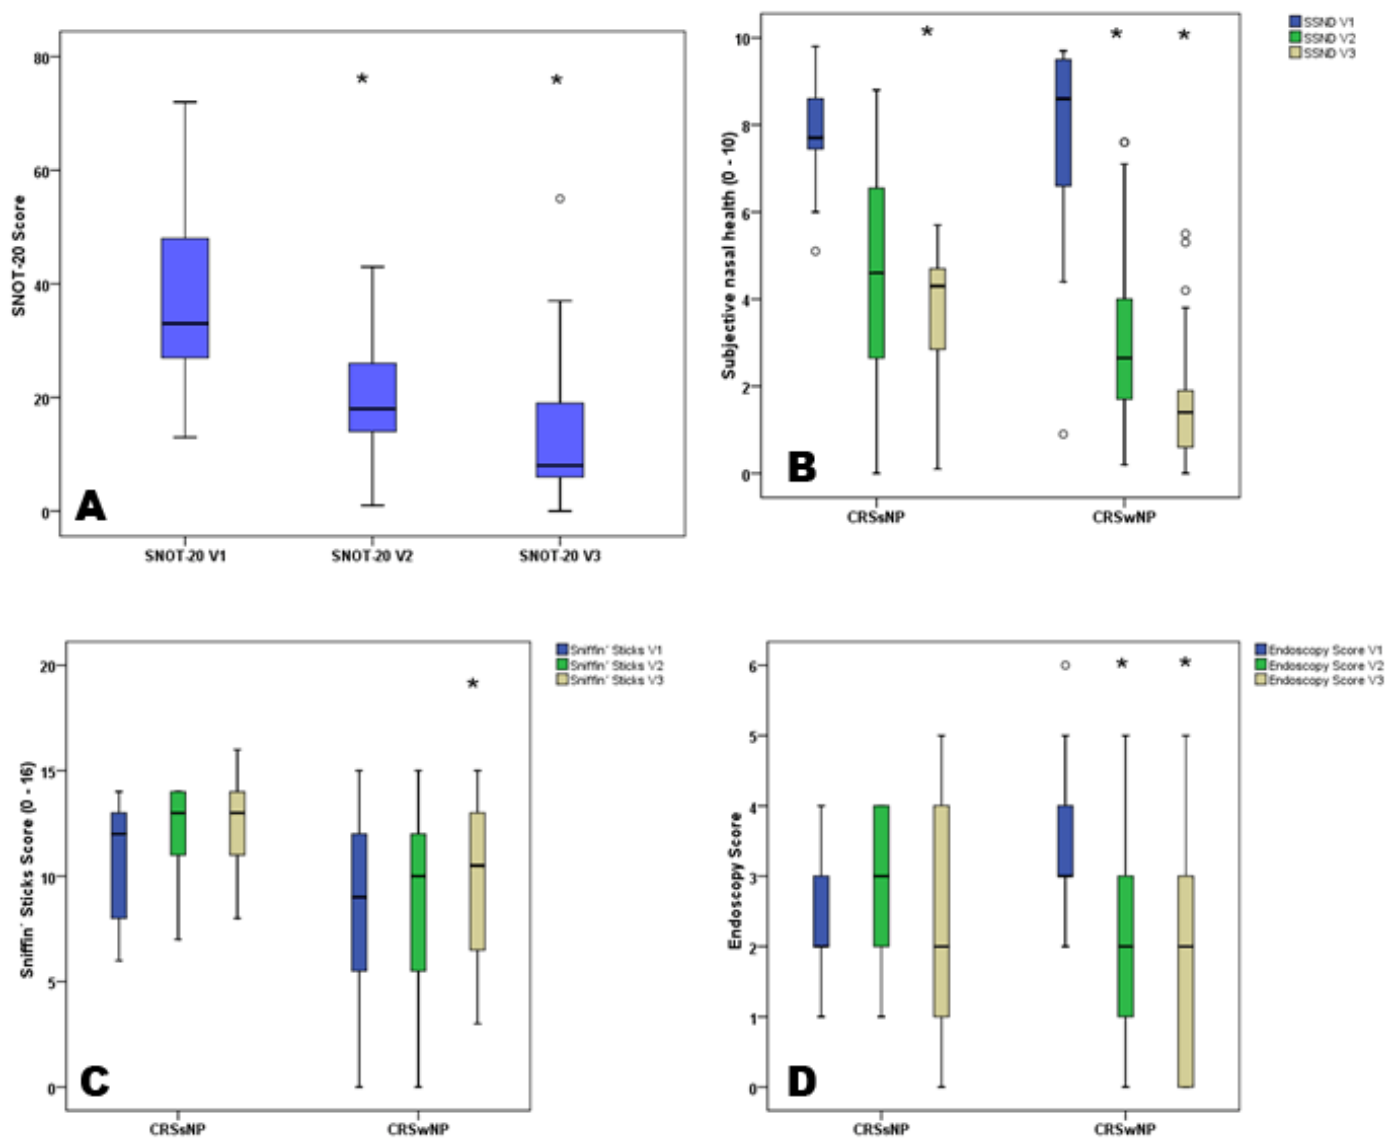 80
60
40
20
0
SNOT-20 Score
*
*
SNOT-20 V1
SNOT-20 V2
SNOT-20 V3
A
10
8
6
4
2
0
Subjective nasal health (0 - 10)
*
*
*
CRSsNP
CRSwNP
SSND V1
SSND V2
SSND V3
B
20
15
10
5
0
Sniffin´ Sticks Score (0 - 16)
*
CRSsNP
CRSwNP
Sniffin´ Sticks V1
Sniffin´ Sticks V2
Sniffin´ Sticks V3
C
6
5
4
3
2
1
0
Endoscopy Score
*
*
CRSsNP
CRSwNP
Endoscopy Score V1
Endoscopy Score V2
Endoscopy Score V3
D